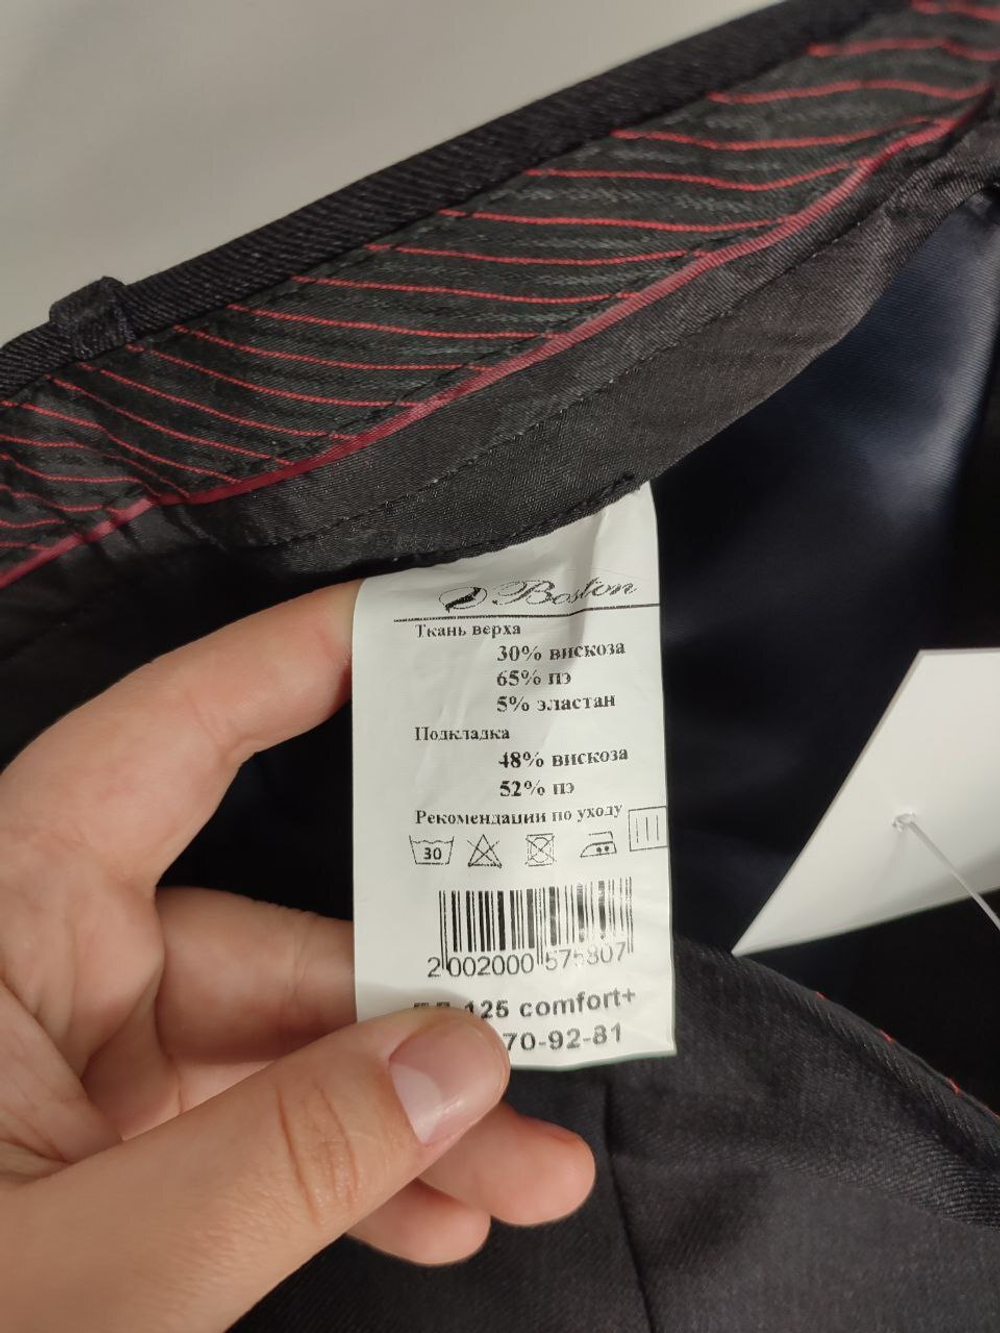 Boston
Ткань верха
30% вискоза
65% пэ
5% эластан
Подкладка
48% вискоза
52% пэ
Рекомендации по уходу
30
2 002000 575807
125 comfort+
70-92-81